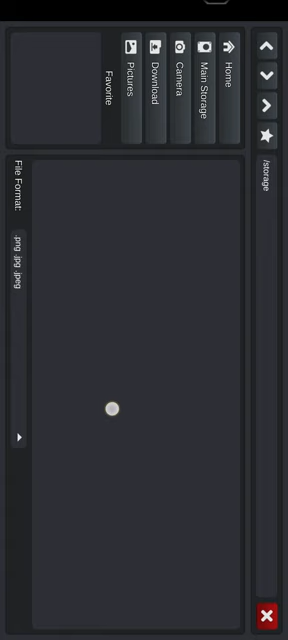 /storage
Home
Main Storage
Camera
Download
Pictures
Favorite
File Format:
.png .jpg .jpeg